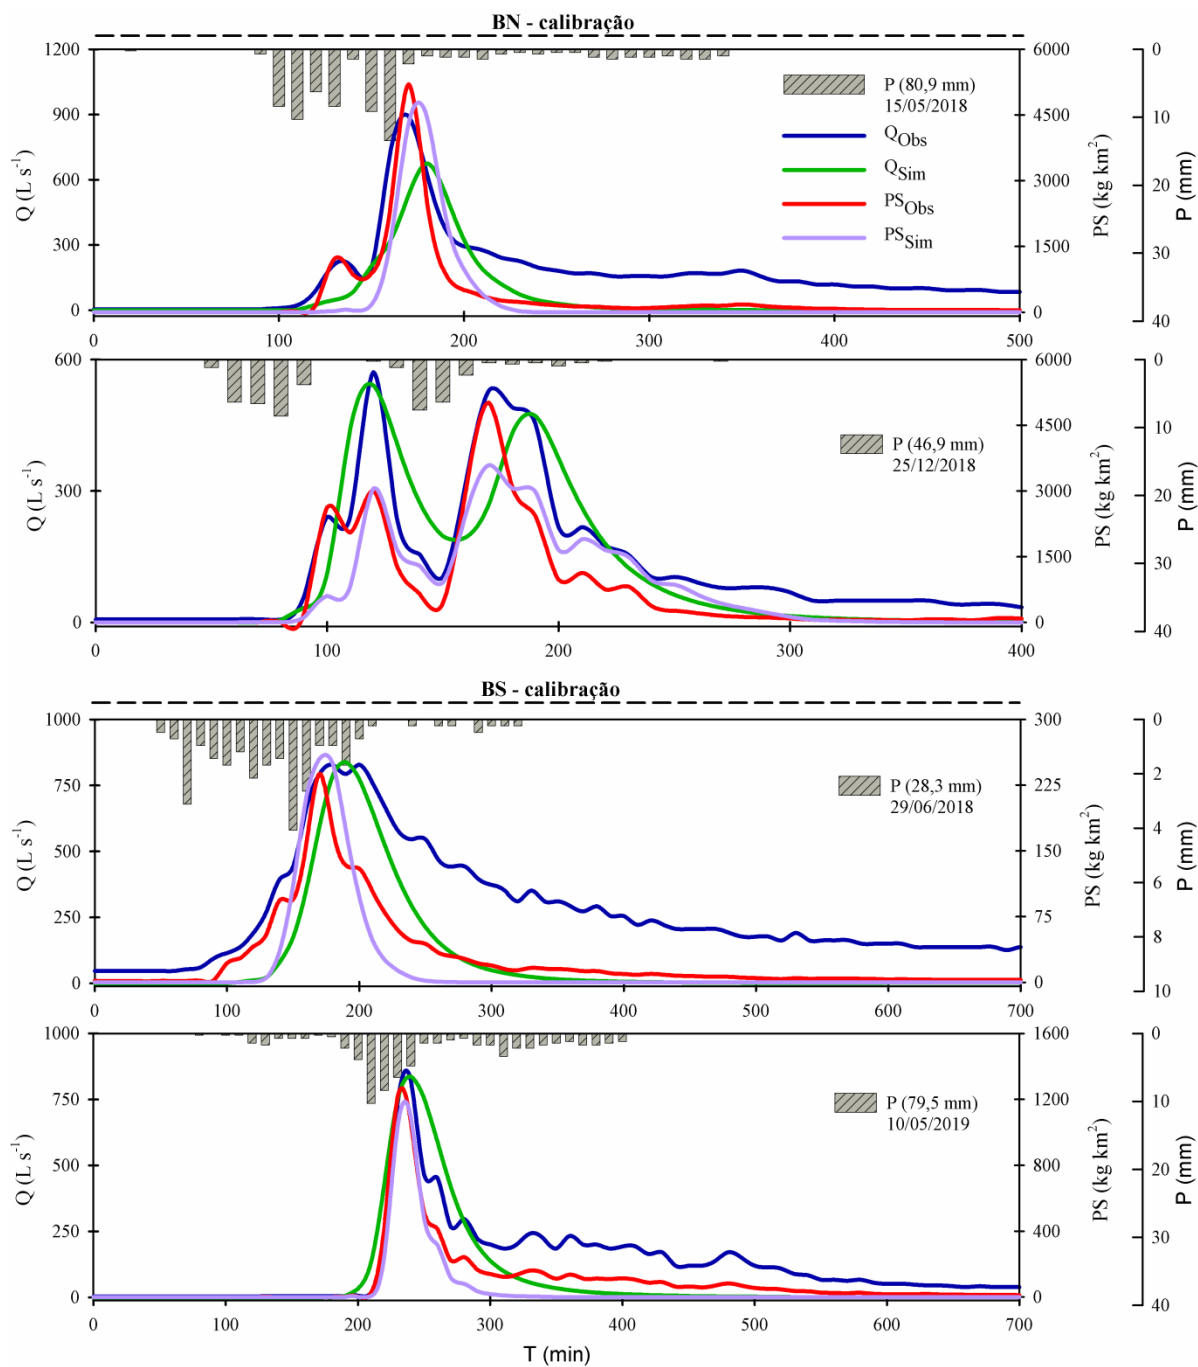 BN - calibração
1200
900
600
300
0
Q (L s⁻¹)
6000
4500
3000
1500
0
PS (kg km²)
0
10
20
30
40
P (mm)
P (80,9 mm)
15/05/2018
QObs
QSim
PSObs
PSSim
0 100 200 300 400 500
600
300
0
Q (L s⁻¹)
6000
4500
3000
1500
0
PS (kg km²)
0
10
20
30
40
P (mm)
P (46,9 mm)
25/12/2018
0 100 200 300 400
BS - calibração
1000
750
500
250
0
Q (L s⁻¹)
300
225
150
75
0
PS (kg km²)
0
2
4
6
8
10
P (mm)
P (28,3 mm)
29/06/2018
0 100 200 300 400 500 600 700
1000
750
500
250
0
Q (L s⁻¹)
1600
1200
800
400
0
PS (kg km²)
0
10
20
30
40
P (mm)
P (79,5 mm)
10/05/2019
0 100 200 300 400 500 600 700
T (min)